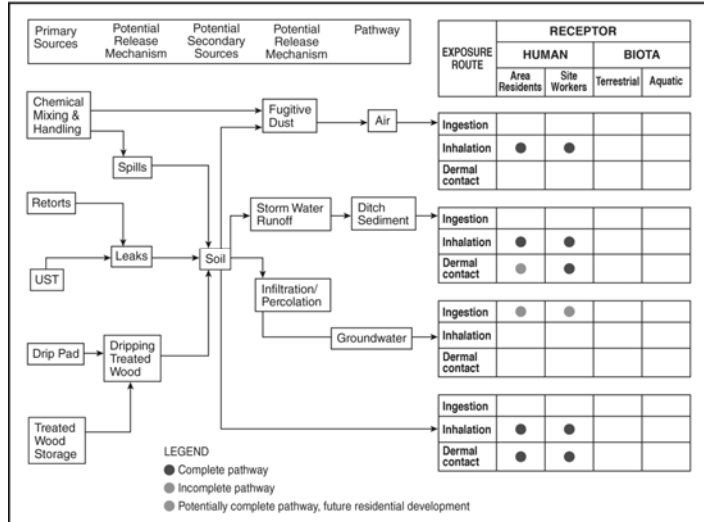 Primary
Sources
Potential
Release
Mechanism
Potential
Secondary
Sources
Potential
Release
Mechanism
Pathway
EXPOSURE
ROUTE
RECEPTOR
HUMAN
BIOTA
Area
Residents
Site
Workers
Terrestrial
Aquatic
Chemical
Mixing &
Handling
Fugitive
Dust
Air
Ingestion
Inhalation
Dermal
contact
Spills
Retorts
Storm Water
Runoff
Ditch
Sediment
Ingestion
Inhalation
Dermal
contact
Leaks
Soil
UST
Infiltration/
Percolation
Ingestion
Inhalation
Dermal
contact
Groundwater
Drip Pad
Dripping
Treated
Wood
Treated
Wood
Storage
Ingestion
Inhalation
Dermal
contact
LEGEND
Complete pathway
Incomplete pathway
Potentially complete pathway, future residential development